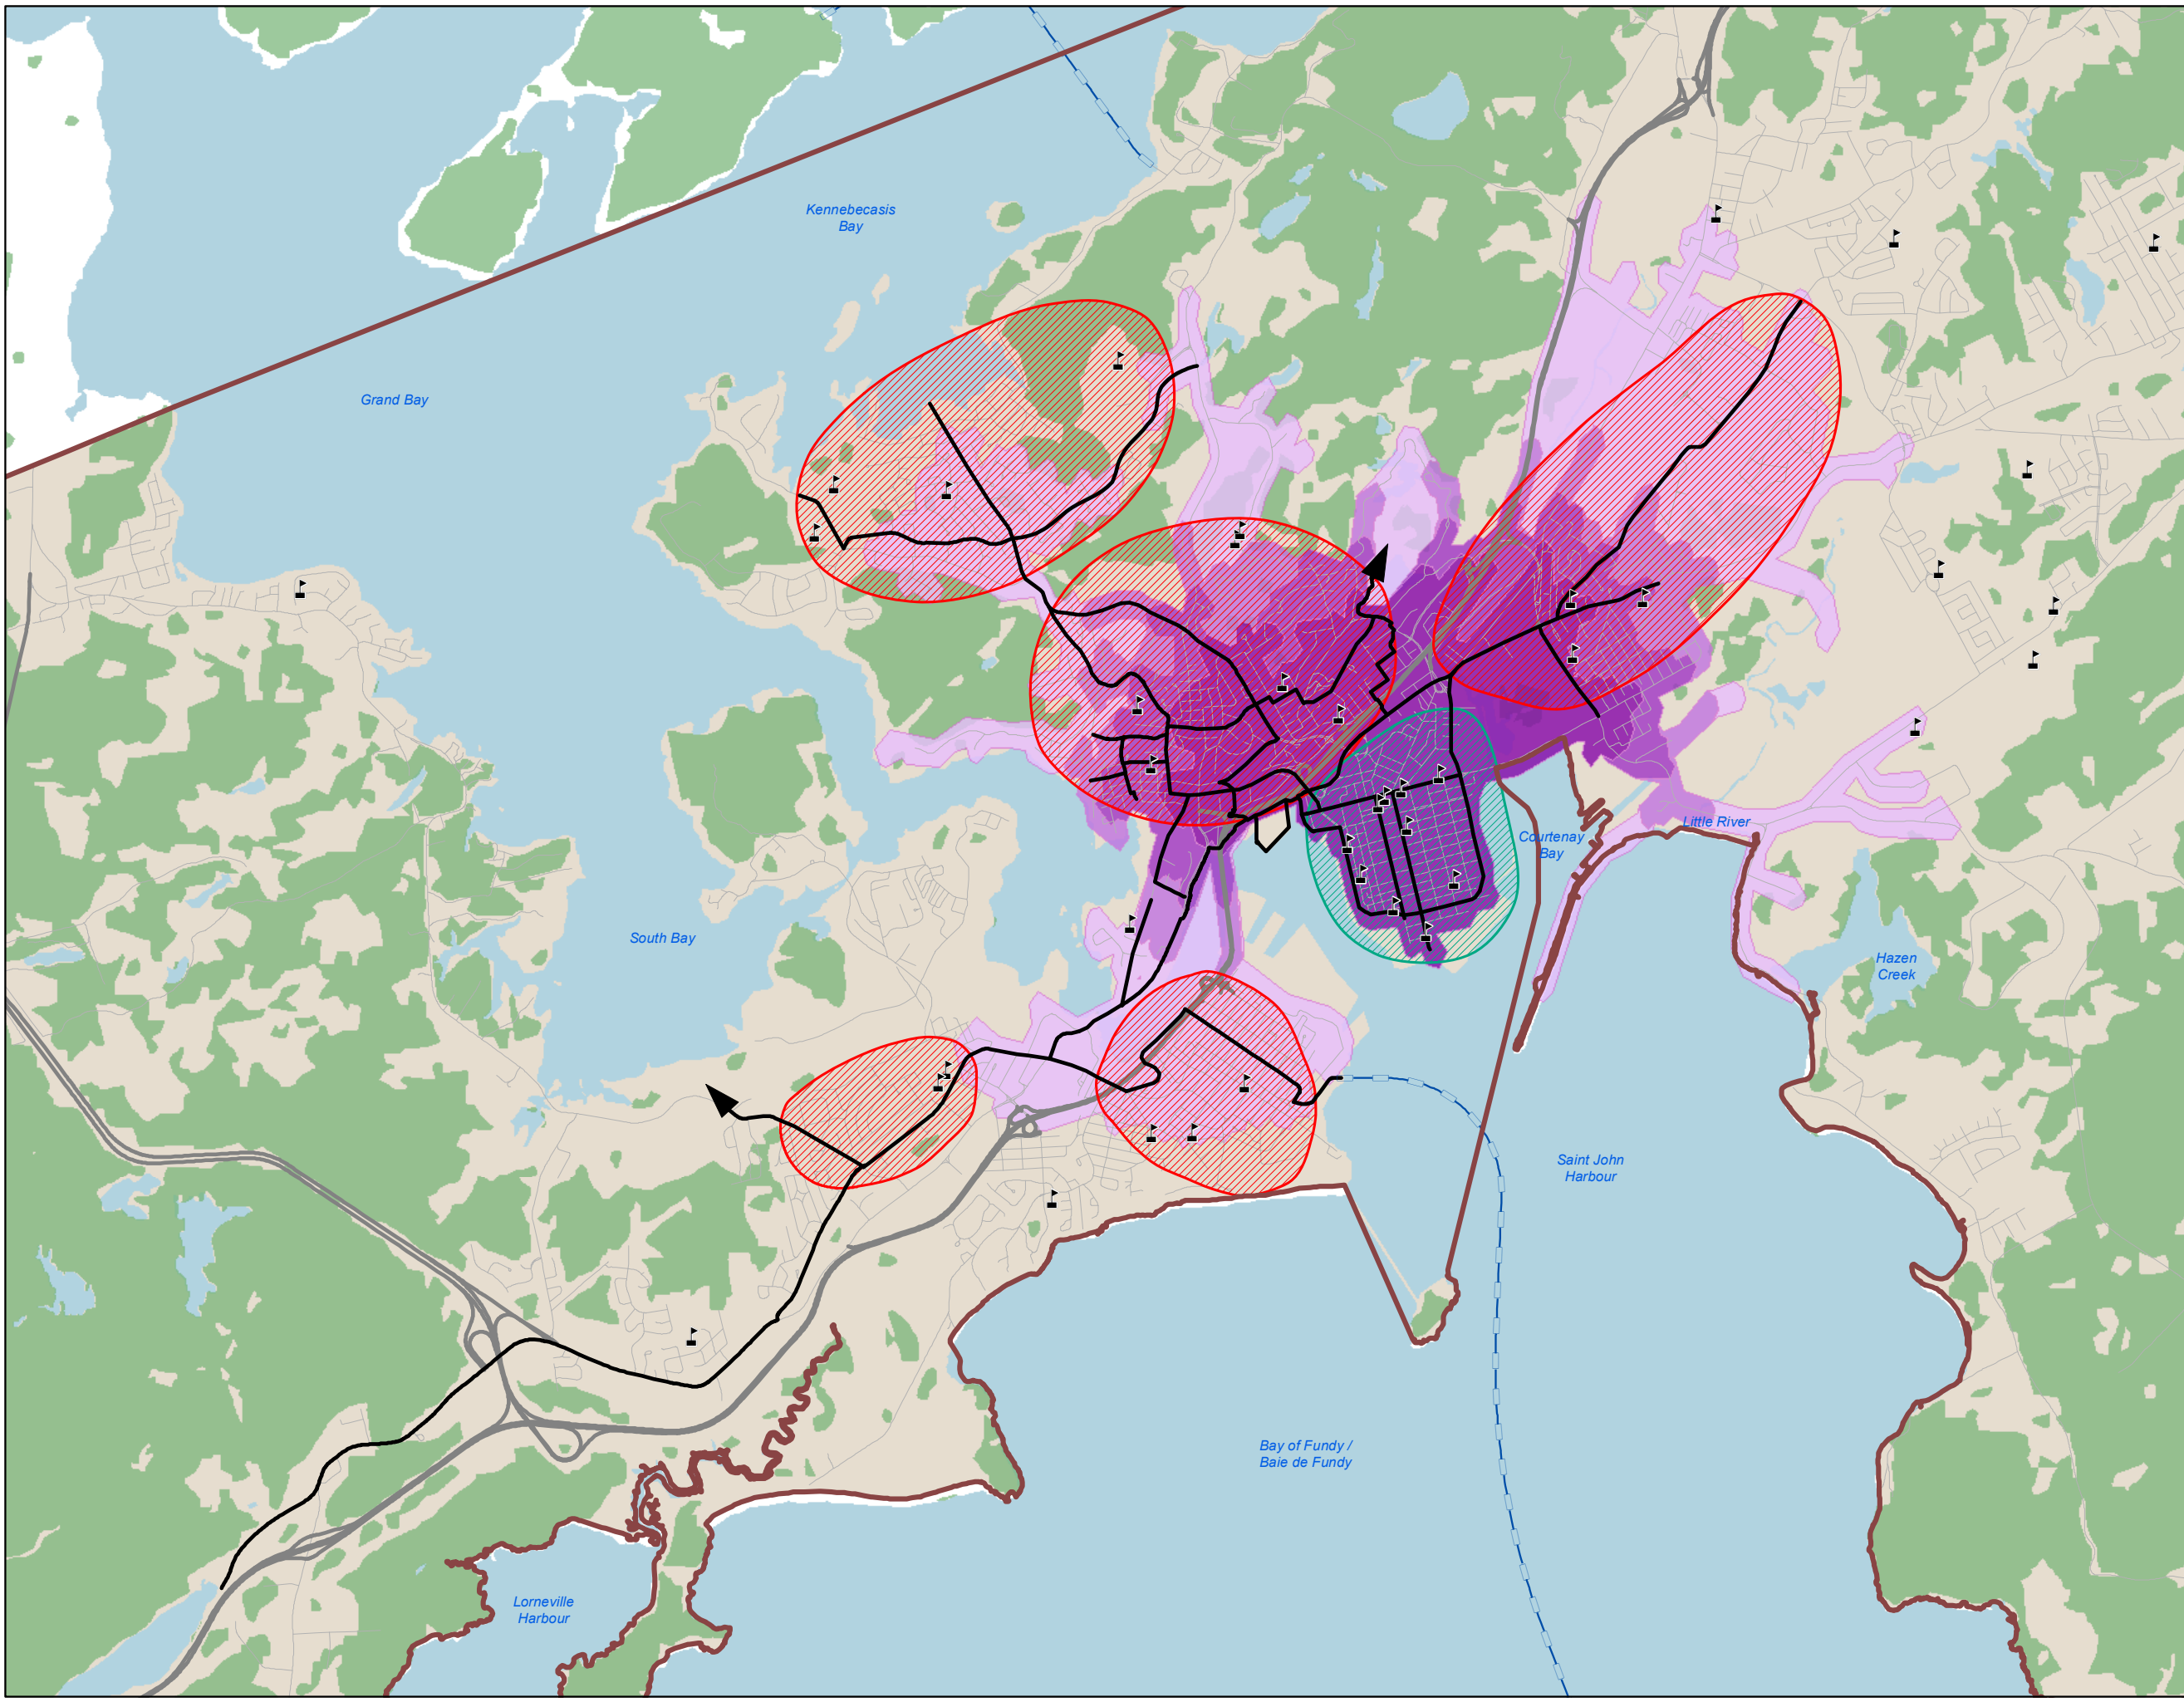 Kennebecasis
Bay
Grand Bay
Little River
Courtenay
Bay
South Bay
Hazen
Creek
Saint John
Harbour
Bay of Fundy /
Baie de Fundy
Lorneville
Harbour